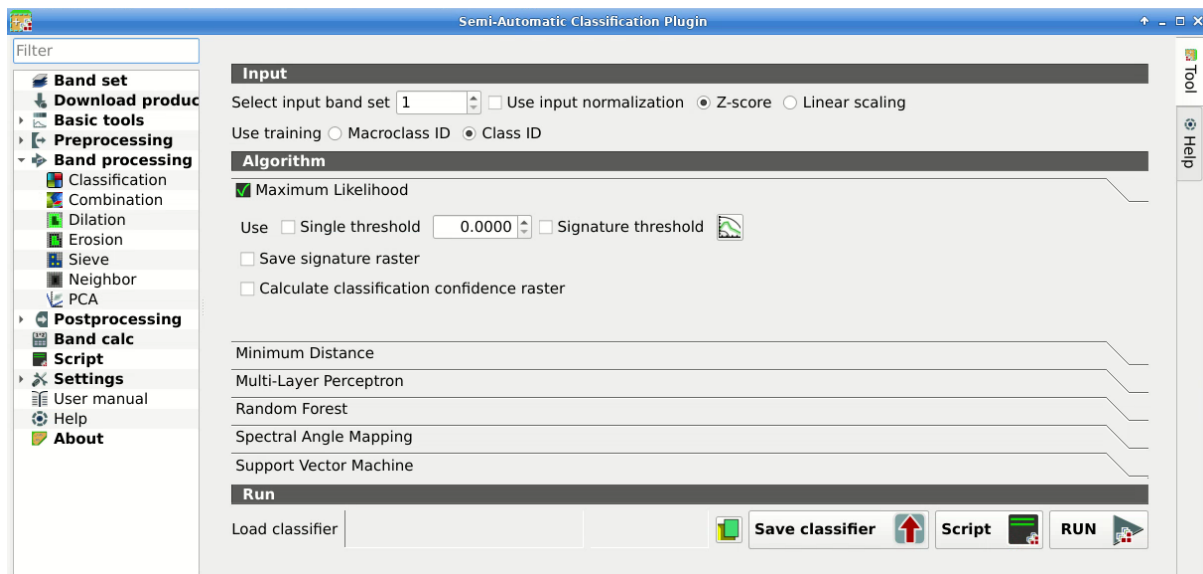 Semi-Automatic Classification Plugin
Filter
Band set
Download produc
Basic tools
Preprocessing
Band processing
Classification
Combination
Dilation
Erosion
Sieve
Neighbor
PCA
Postprocessing
Band calc
Script
Settings
User manual
Help
About
Input
Select input band set 1 Use input normalization Z-score Linear scaling
Use training Macroclass ID Class ID
Algorithm
Maximum Likelihood
Use Single threshold 0.0000 Signature threshold
Save signature raster
Calculate classification confidence raster
Minimum Distance
Multi-Layer Perceptron
Random Forest
Spectral Angle Mapping
Support Vector Machine
Run
Load classifier Save classifier Script RUN
Tool
Help